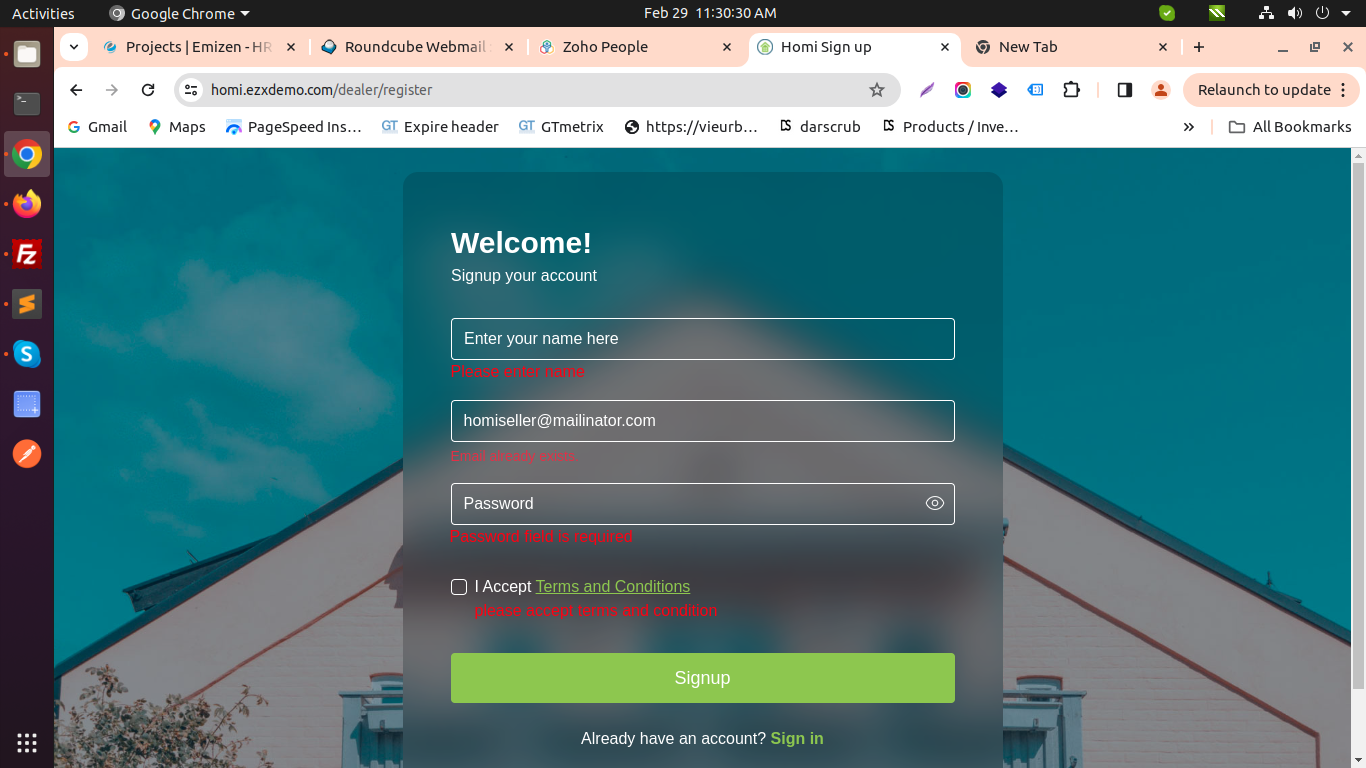 Activities Google Chrome Feb 29 11:30:30 AM
Projects | Emizen - HR Roundcube Webmail : Zoho People Homi Sign up New Tab
homi.ezxdemo.com/dealer/register Relaunch to update
Gmail Maps PageSpeed Ins… GT Expire header GT GTmetrix https://vieurb… darscrub Products / Inve… All Bookmarks
Welcome!
Signup your account
Enter your name here
Please enter name
homiseller@mailinator.com
Email already exists.
Password
Password field is required
I Accept Terms and Conditions
please accept terms and condition
Signup
Already have an account? Sign in